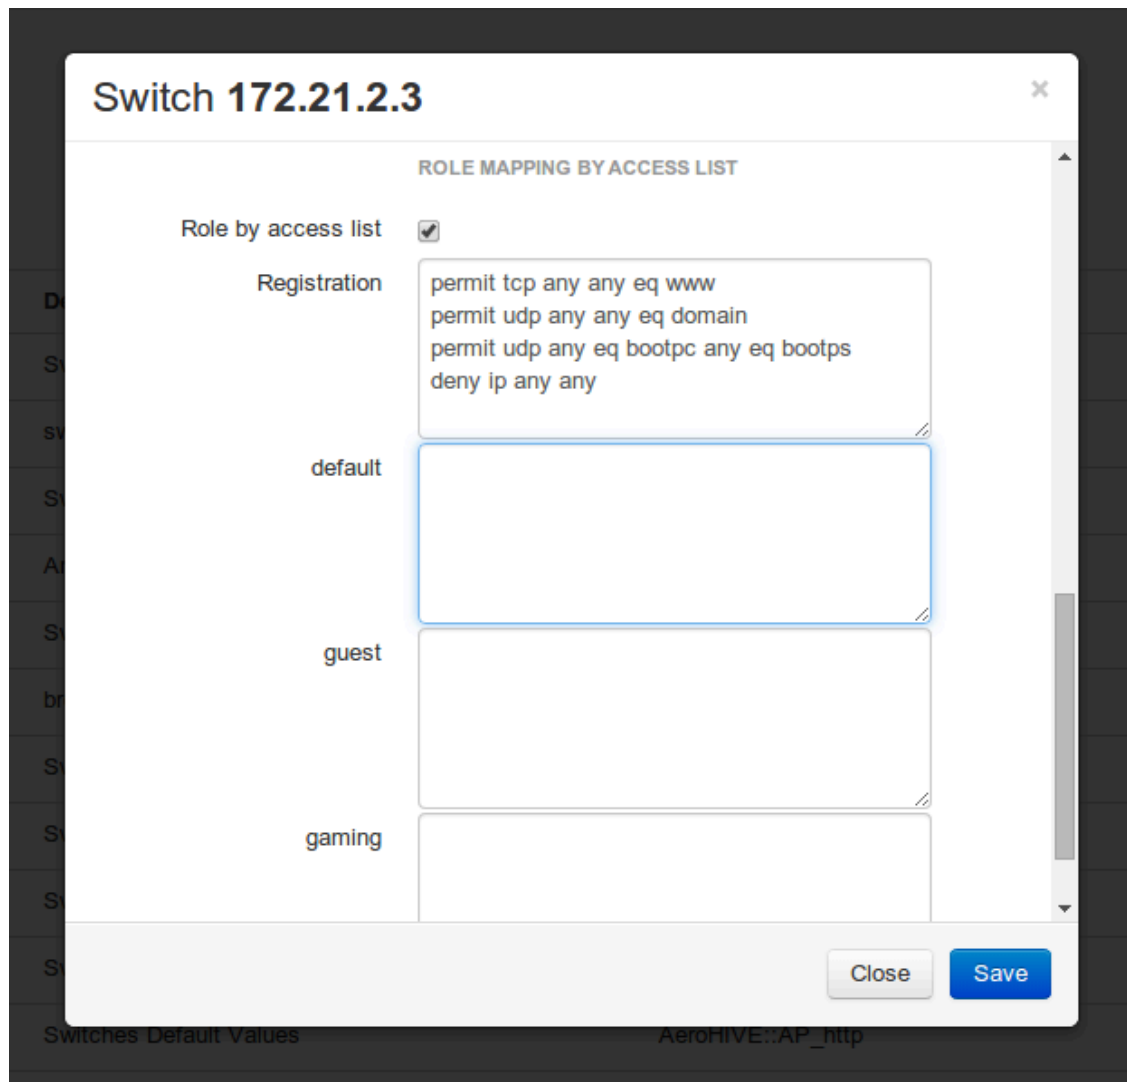 Switch 172.21.2.3
×
ROLE MAPPING BY ACCESS LIST
Role by access list
Registration
permit tcp any any eq www
permit udp any any eq domain
permit udp any eq bootpc any eq bootps
deny ip any any
default
guest
gaming
Close
Save
Switches Default Values
AeroHIVE::AP_http